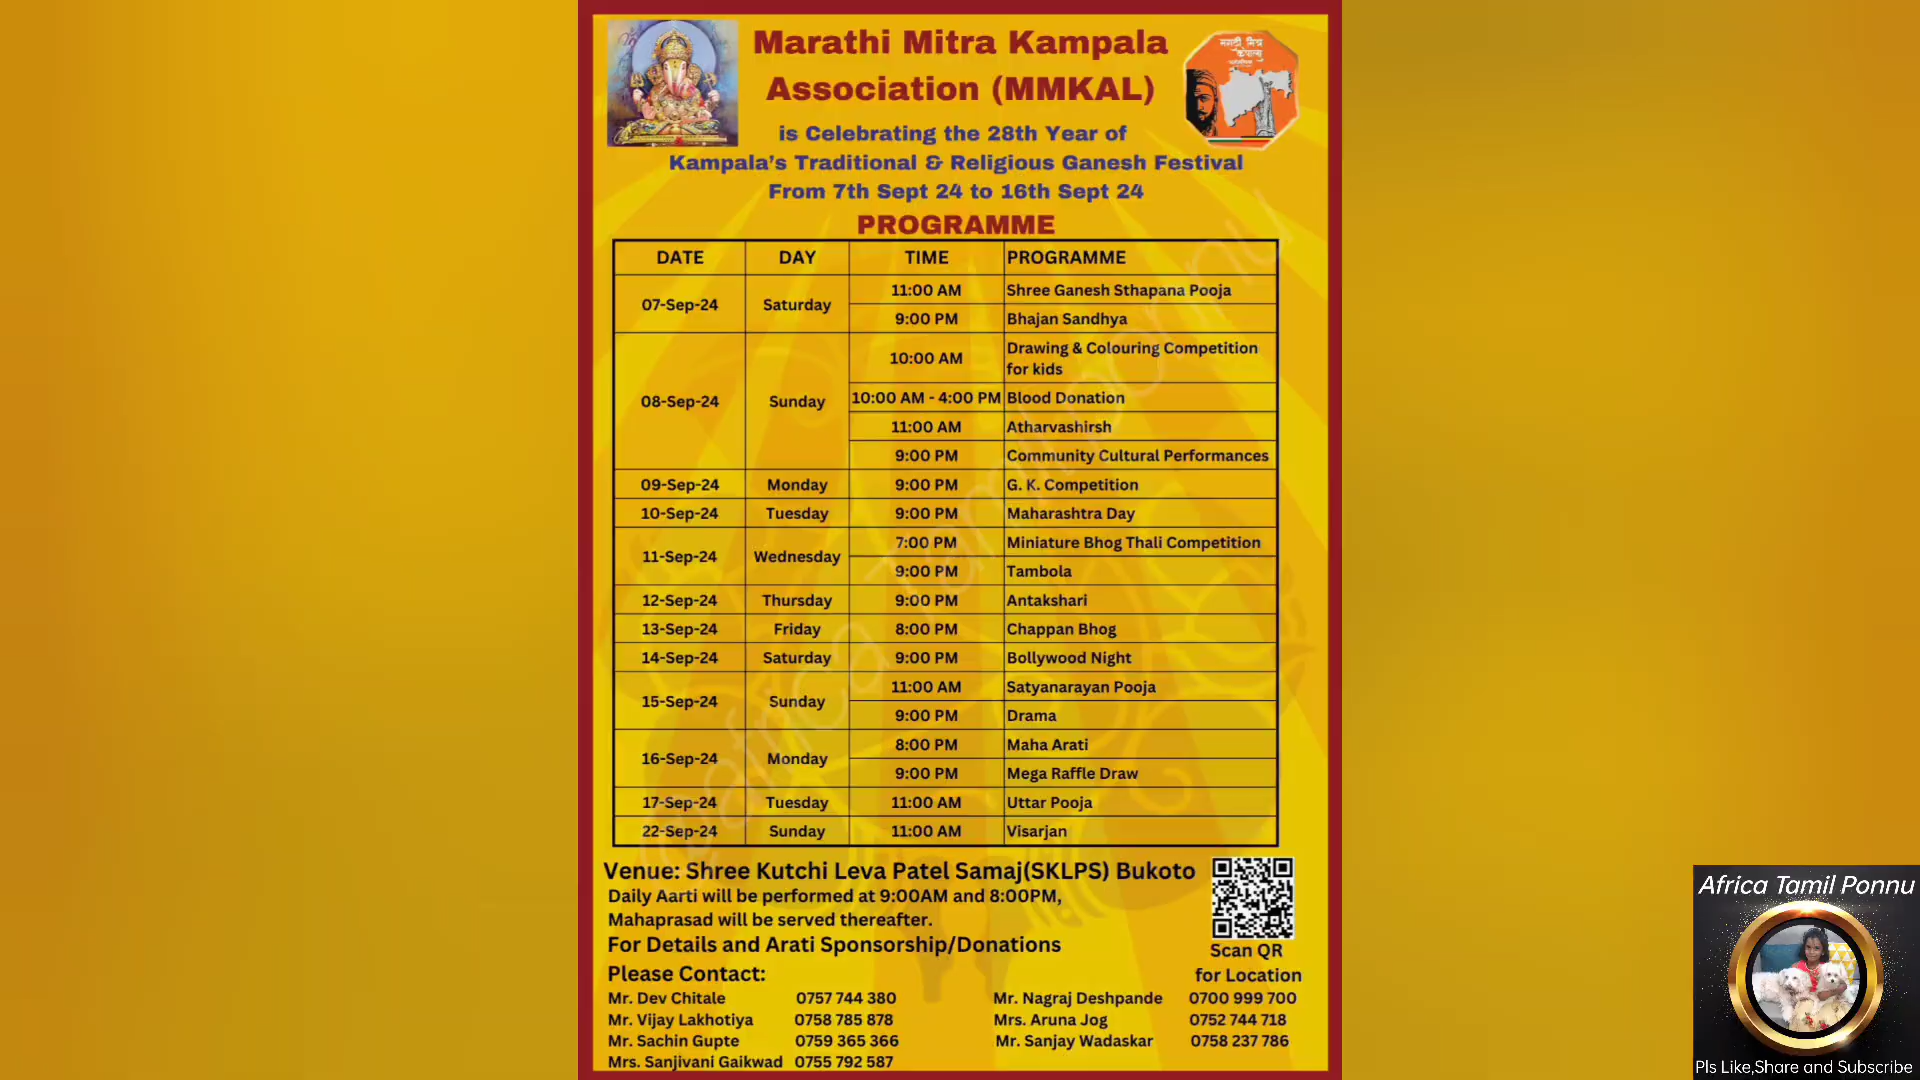 Marathi Mitra Kampala
Association (MMKAL)
मराठी मित्र
कंपाला
is Celebrating the 28th Year of
Kampala's Traditional & Religious Ganesh Festival
From 7th Sept 24 to 16th Sept 24
PROGRAMME
DATE DAY TIME PROGRAMME
07-Sep-24 Saturday 11:00 AM Shree Ganesh Sthapana Pooja
9:00 PM Bhajan Sandhya
08-Sep-24 Sunday 10:00 AM Drawing & Colouring Competition
for kids
10:00 AM - 4:00 PM Blood Donation
11:00 AM Atharvashirsh
9:00 PM Community Cultural Performances
09-Sep-24 Monday 9:00 PM G. K. Competition
10-Sep-24 Tuesday 9:00 PM Maharashtra Day
11-Sep-24 Wednesday 7:00 PM Miniature Bhog Thali Competition
9:00 PM Tambola
12-Sep-24 Thursday 9:00 PM Antakshari
13-Sep-24 Friday 8:00 PM Chappan Bhog
14-Sep-24 Saturday 9:00 PM Bollywood Night
15-Sep-24 Sunday 11:00 AM Satyanarayan Pooja
9:00 PM Drama
16-Sep-24 Monday 8:00 PM Maha Arati
9:00 PM Mega Raffle Draw
17-Sep-24 Tuesday 11:00 AM Uttar Pooja
22-Sep-24 Sunday 11:00 AM Visarjan
@africa tamil ponnu
Venue: Shree Kutchi Leva Patel Samaj(SKLPS) Bukoto
Daily Aarti will be performed at 9:00AM and 8:00PM,
Mahaprasad will be served thereafter.
For Details and Arati Sponsorship/Donations
Please Contact:
Scan QR
for Location
Mr. Dev Chitale 0757 744 380 Mr. Nagraj Deshpande 0700 999 700
Mr. Vijay Lakhotiya 0758 785 878 Mrs. Aruna Jog 0752 744 718
Mr. Sachin Gupte 0759 365 366 Mr. Sanjay Wadaskar 0758 237 786
Mrs. Sanjivani Gaikwad 0755 792 587
Africa Tamil Ponnu
Pls Like,Share and Subscribe